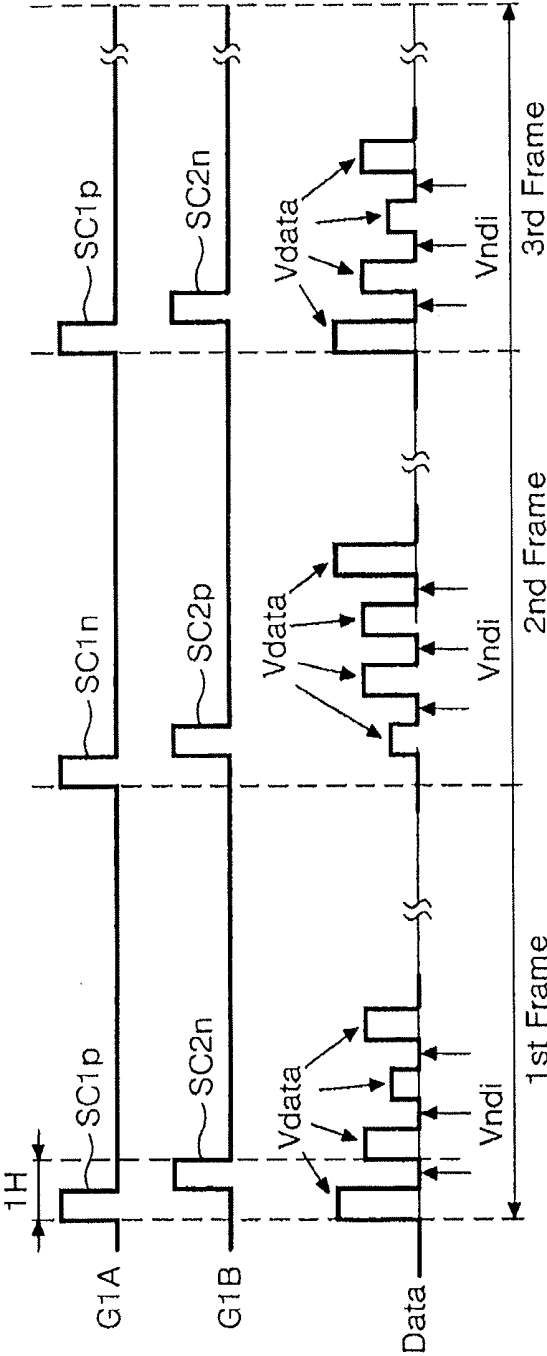 1H
SC1p
SC1n
SC1p
G1A
SC2n
SC2p
SC2n
G1B
Vdata
Vdata
Vdata
Data
Vndi
Vndi
Vndi
1st Frame
2nd Frame
3rd Frame